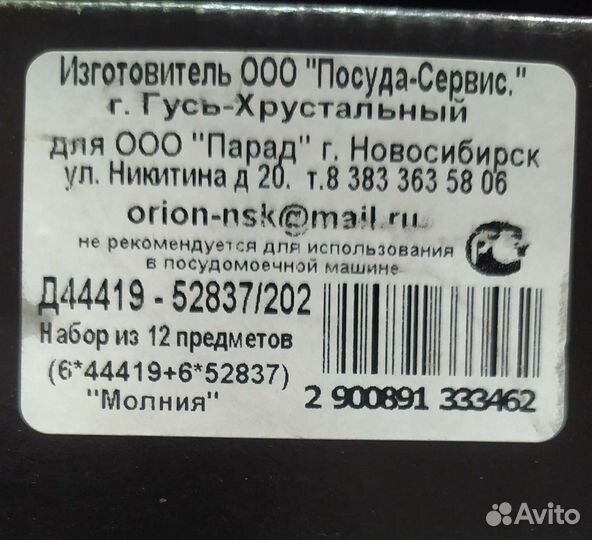 Изготовитель ООО "Посуда-Сервис."
г. Гусь-Хрустальный
для ООО "Парад" г. Новосибирск
ул. Никитина д 20. т.8 383 363 58 06
orion-nsk@mail.ru
не рекомендуется для использования
в посудомоечной машине
РСТ
Д44419 - 52837/202
Набор из 12 предметов
(6*44419+6*52837)
"Молния"
2 900891 333462
Avito